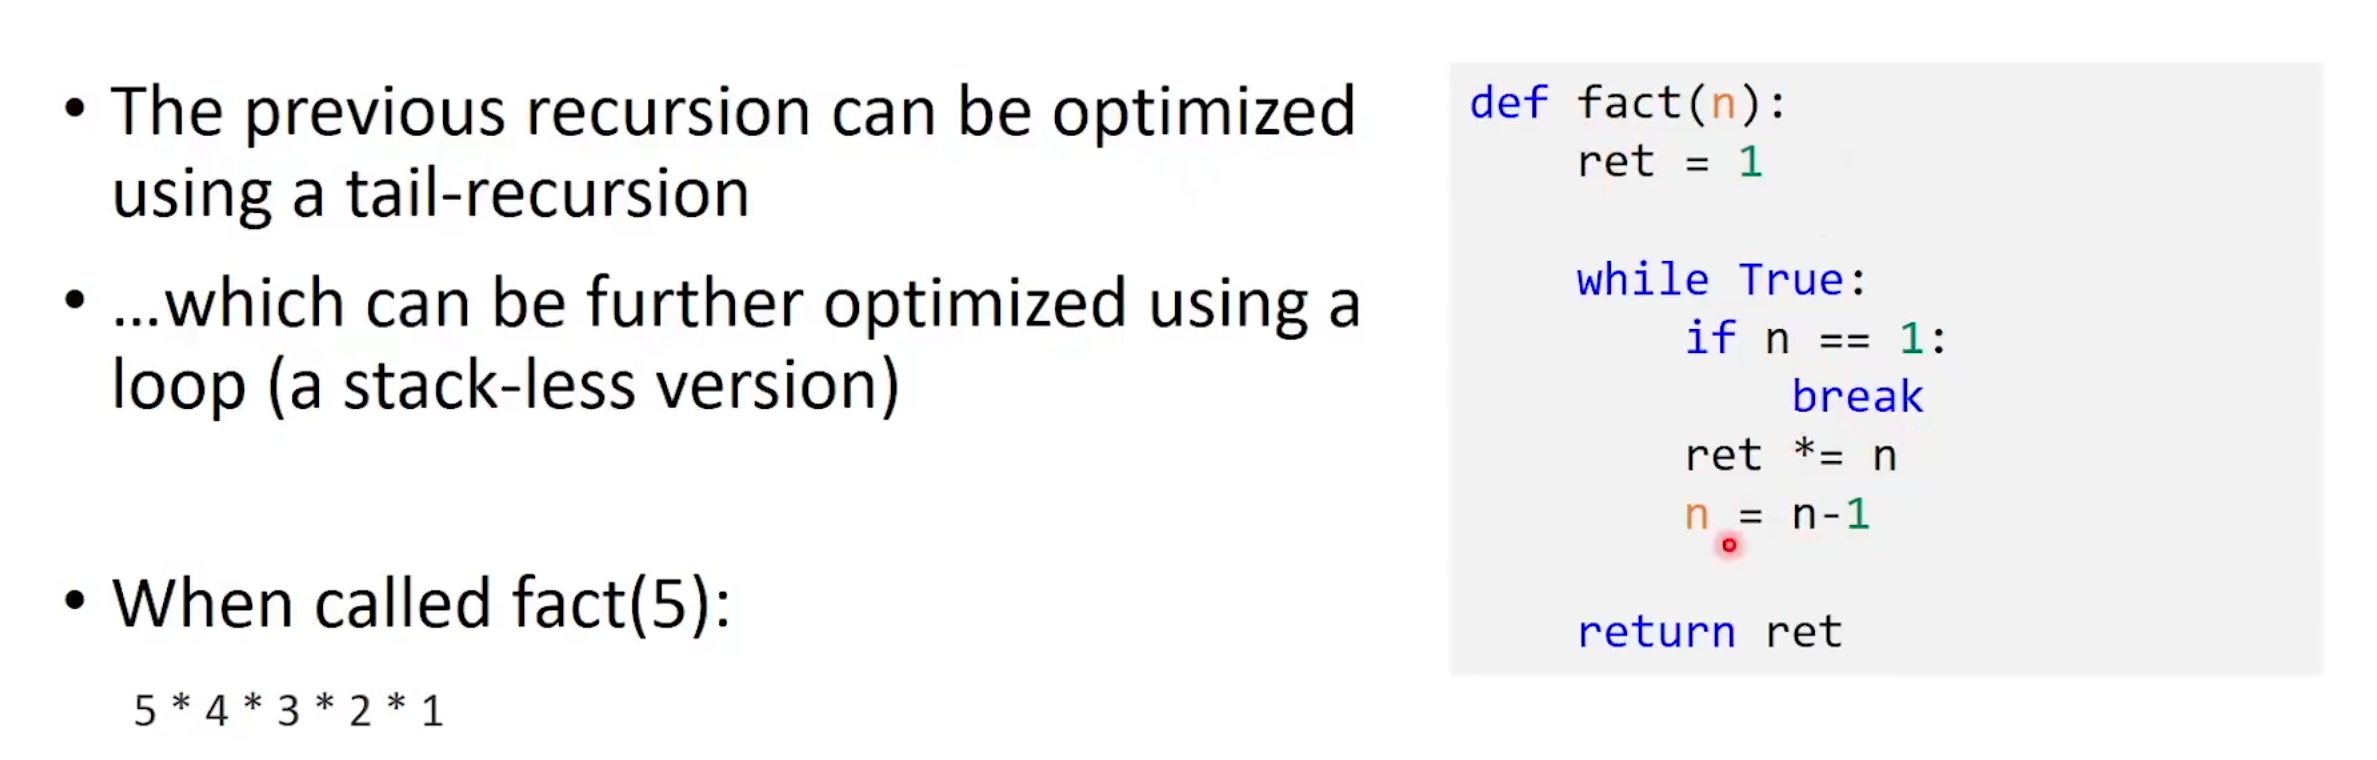 • The previous recursion can be optimized
using a tail-recursion
• ...which can be further optimized using a
loop (a stack-less version)
• When called fact(5):
5 * 4 * 3 * 2 * 1
def fact(n):
    ret = 1
    while True:
        if n == 1:
            break
        ret *= n
        n = n-1
    return ret